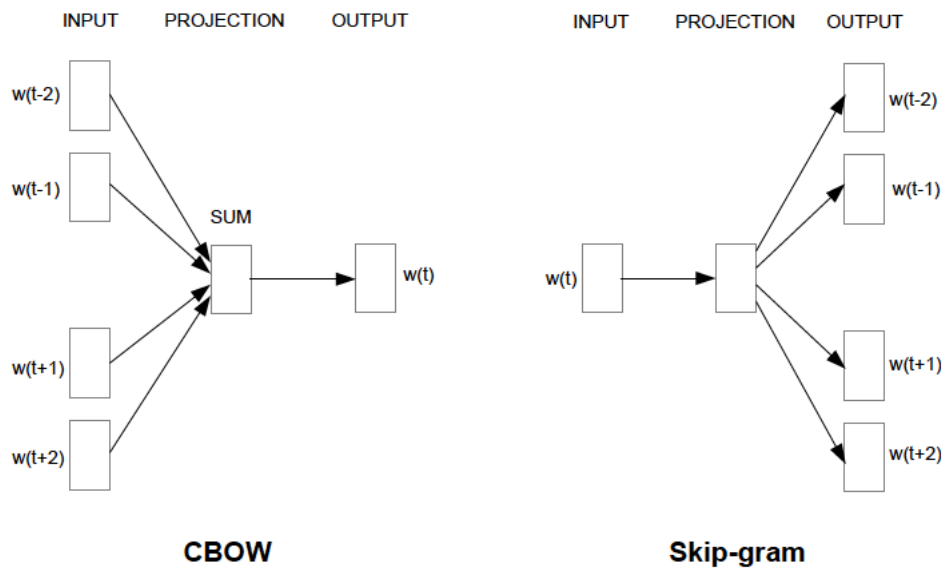 INPUT PROJECTION OUTPUT
w(t-2)
w(t-1)
SUM
w(t)
w(t+1)
w(t+2)
CBOW
INPUT PROJECTION OUTPUT
w(t-2)
w(t-1)
w(t)
w(t+1)
w(t+2)
Skip-gram